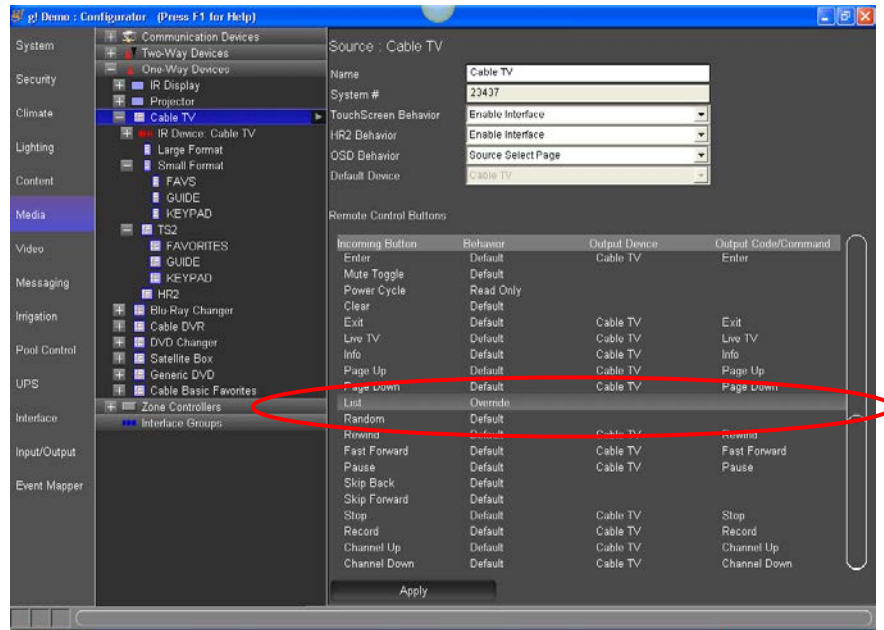 g! Demo : Configurator (Press F1 for Help)
System
Security
Climate
Lighting
Content
Media
Video
Messaging
Irrigation
Pool Control
UPS
Interface
Input/Output
Event Mapper
Communication Devices
Two-Way Devices
One-Way Devices
IR Display
Projector
Cable TV
IR Device: Cable TV
Large Format
Small Format
FAVS
GUIDE
KEYPAD
TS2
FAVORITES
GUIDE
KEYPAD
HR2
Blu-Ray Changer
Cable DVR
DVD Changer
Satellite Box
Generic DVD
Cable Basic Favorites
Zone Controllers
Interface Groups
Source : Cable TV
Name Cable TV
System # 23437
TouchScreen Behavior Enable Interface
HR2 Behavior Enable Interface
OSD Behavior Source Select Page
Default Device Cable TV
Remote Control Buttons
Incoming Button Behavior Output Device Output Code/Command
Enter Default Cable TV Enter
Mute Toggle Default
Power Cycle Read Only
Clear Default
Exit Default Cable TV Exit
Live TV Default Cable TV Live TV
Info Default Cable TV Info
Page Up Default Cable TV Page Up
Page Down Default Cable TV Page Down
List Override
Random Default
Rewind Default Cable TV Rewind
Fast Forward Default Cable TV Fast Forward
Pause Default Cable TV Pause
Skip Back Default
Skip Forward Default
Stop Default Cable TV Stop
Record Default Cable TV Record
Channel Up Default Cable TV Channel Up
Channel Down Default Cable TV Channel Down
Apply